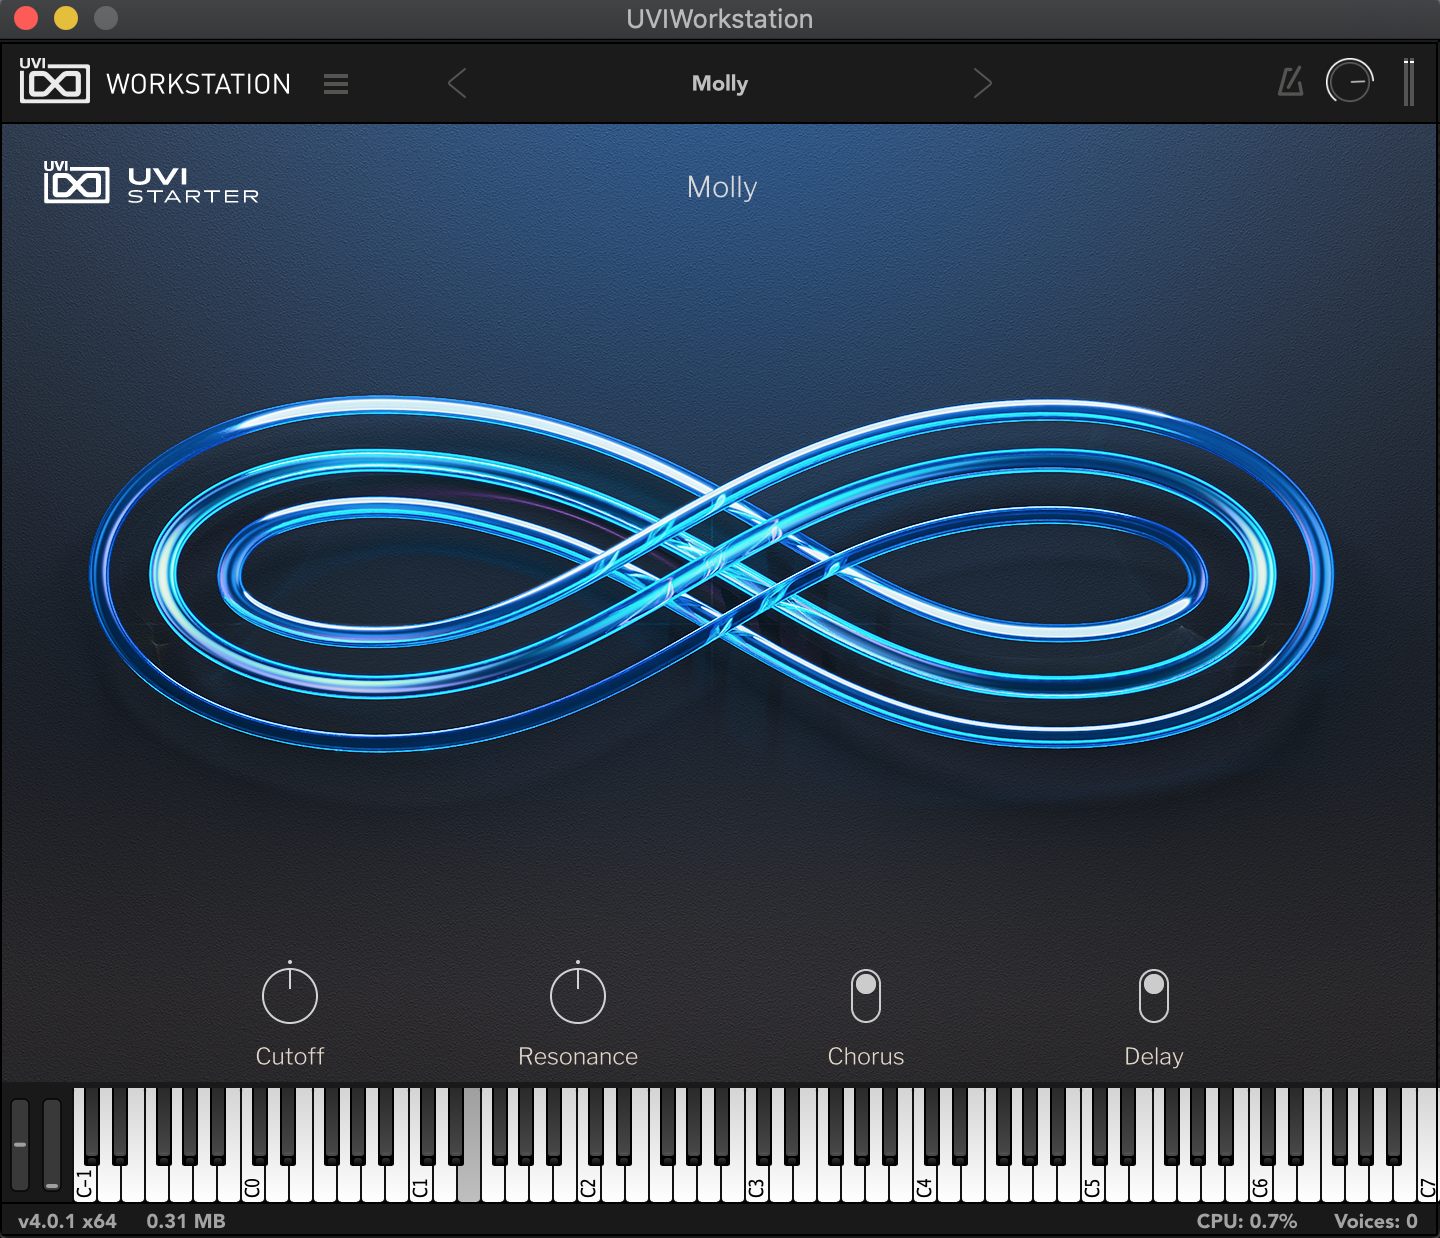 UVIWorkstation
UVI WORKSTATION
Molly
UVI
UVI
STARTER
Molly
Cutoff
Resonance
Chorus
Delay
C-1
C0
C1
C2
C3
C4
C5
C6
C7
v4.0.1 x64
0.31 MB
CPU: 0.7%
Voices: 0